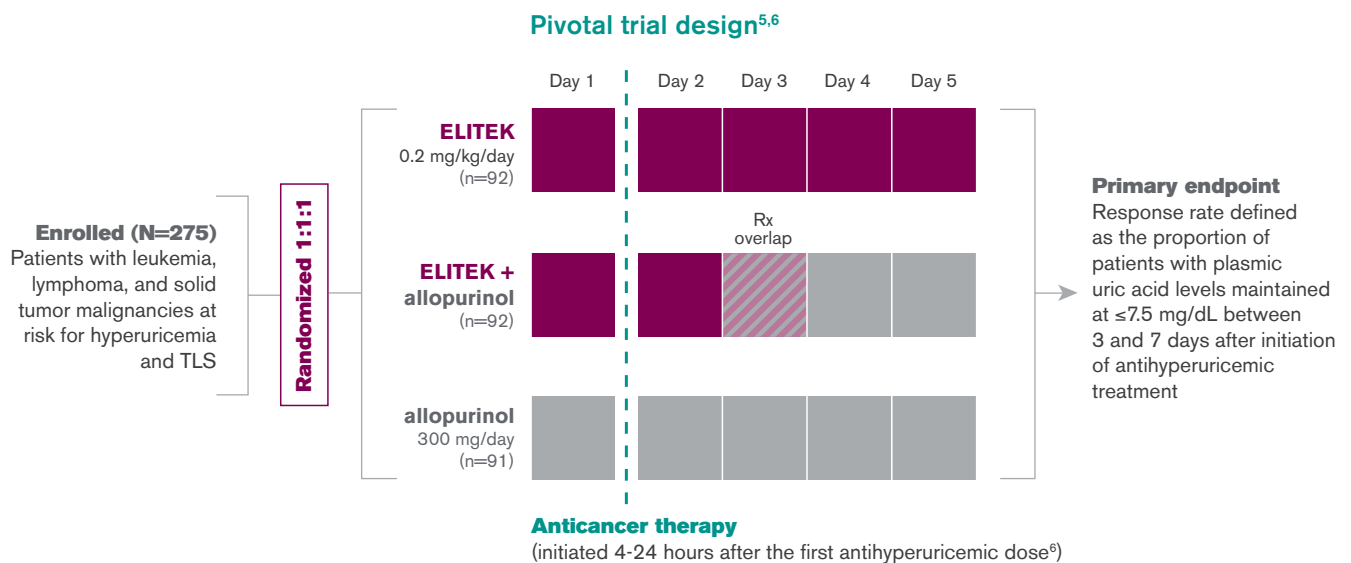 Pivotal trial design5,6
Day 1
Day 2
Day 3
Day 4
Day 5
Enrolled (N=275)
Patients with leukemia,
lymphoma, and solid
tumor malignancies at
risk for hyperuricemia
and TLS
Randomized 1:1:1
ELITEK
0.2 mg/kg/day
(n=92)
Rx
overlap
ELITEK +
allopurinol
(n=92)
allopurinol
300 mg/day
(n=91)
Primary endpoint
Response rate defined
as the proportion of
patients with plasmic
uric acid levels maintained
at ≤7.5 mg/dL between
3 and 7 days after initiation
of antihyperuricemic
treatment
Anticancer therapy
(initiated 4-24 hours after the first antihyperuricemic dose6)